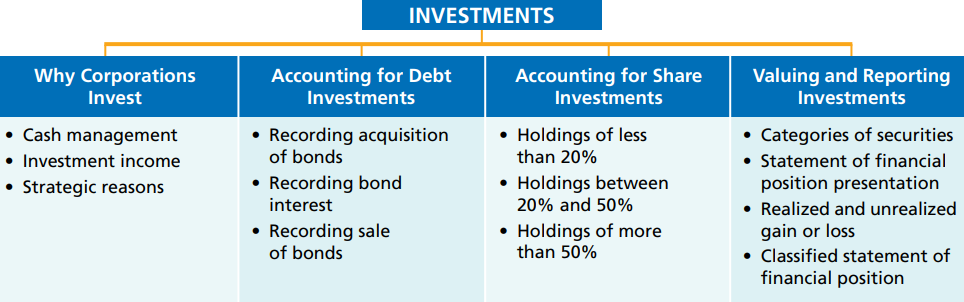 INVESTMENTS
Why Corporations
Invest
• Cash management
• Investment income
• Strategic reasons
Accounting for Debt
Investments
• Recording acquisition
of bonds
• Recording bond
interest
• Recording sale
of bonds
Accounting for Share
Investments
• Holdings of less
than 20%
• Holdings between
20% and 50%
• Holdings of more
than 50%
Valuing and Reporting
Investments
• Categories of securities
• Statement of financial
position presentation
• Realized and unrealized
gain or loss
• Classified statement of
financial position